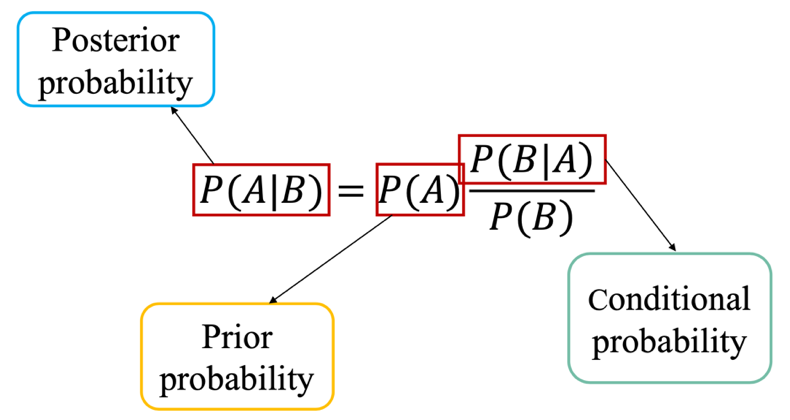 Posterior
probability
P(A|B) = P(A) P(B|A) / P(B)
Prior
probability
Conditional
probability